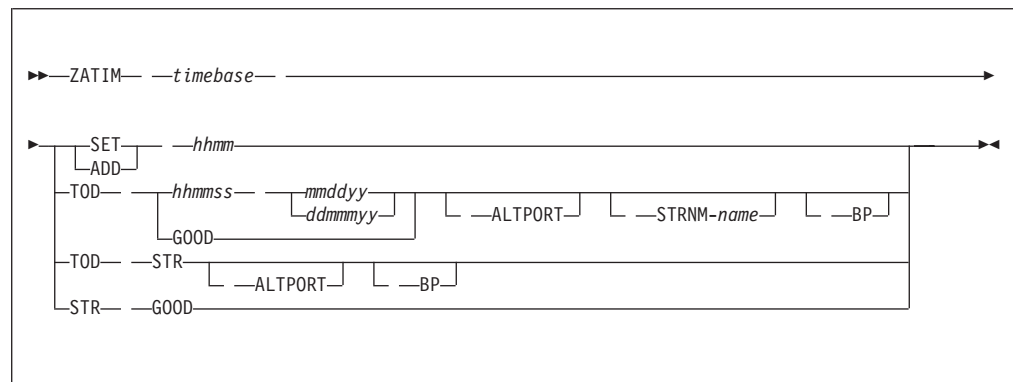 ZATIM timebase
SET hhmm
ADD
TOD hhmmss mmddyy
ddmmmyy ALTPORT STRNM-name BP
GOOD
TOD STR
ALTPORT BP
STR GOOD